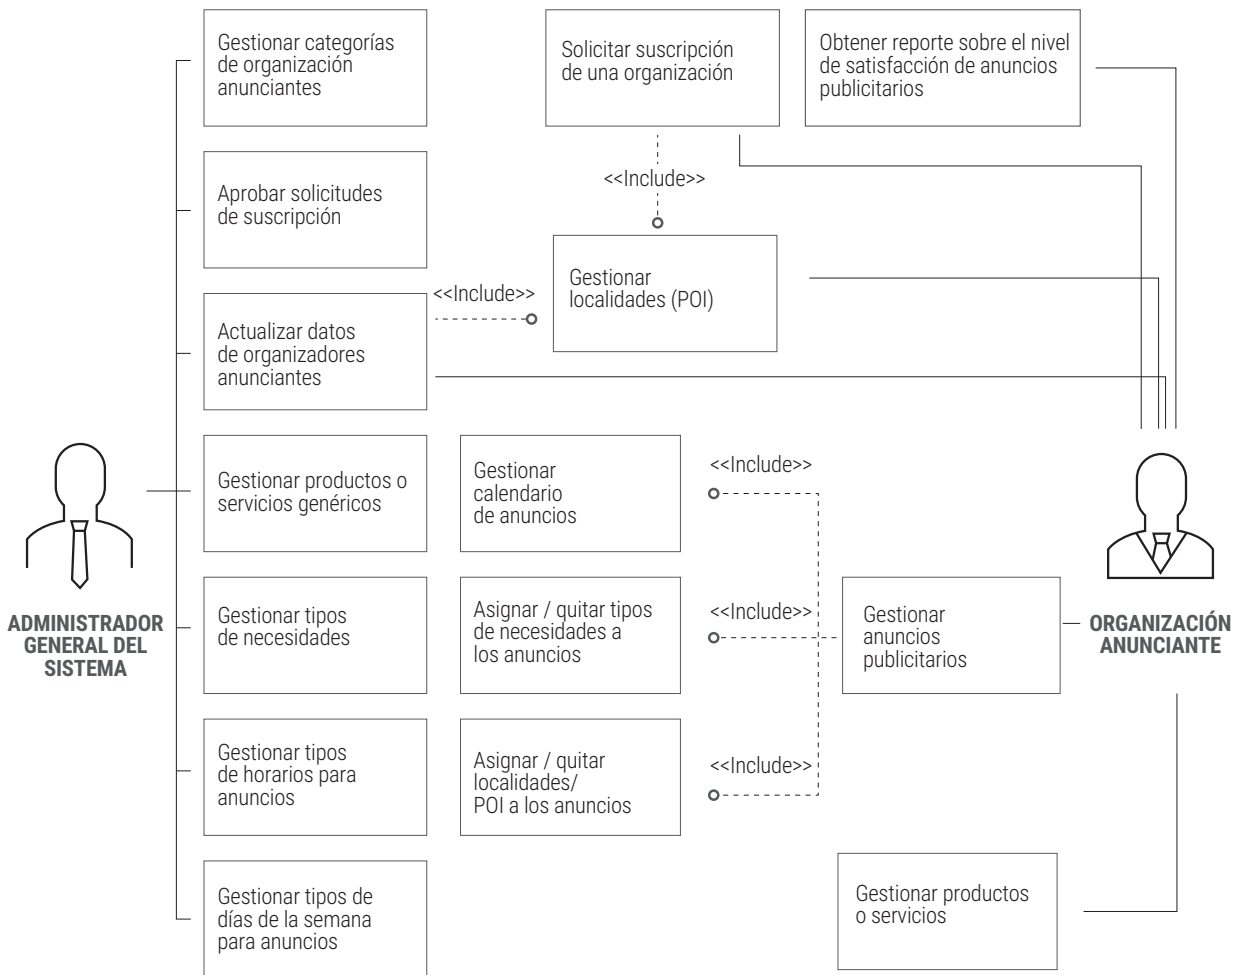 Gestionar categorías
de organización
anunciantes
Solicitar suscripción
de una organización
Obtener reporte sobre el nivel
de satisfacción de anuncios
publicitarios
Aprobar solicitudes
de suscripción
<<Include>>
Gestionar
localidades (POI)
<<Include>>
Actualizar datos
de organizadores
anunciantes
Gestionar productos o
servicios genéricos
Gestionar
calendario
de anuncios
<<Include>>
ADMINISTRADOR
GENERAL DEL
SISTEMA
Gestionar tipos
de necesidades
Asignar / quitar tipos
de necesidades a
los anuncios
<<Include>>
Gestionar
anuncios
publicitarios
ORGANIZACIÓN
ANUNCIANTE
Gestionar tipos
de horarios para
anuncios
Asignar / quitar
localidades/
POI a los anuncios
<<Include>>
Gestionar tipos de
días de la semana
para anuncios
Gestionar productos
o servicios